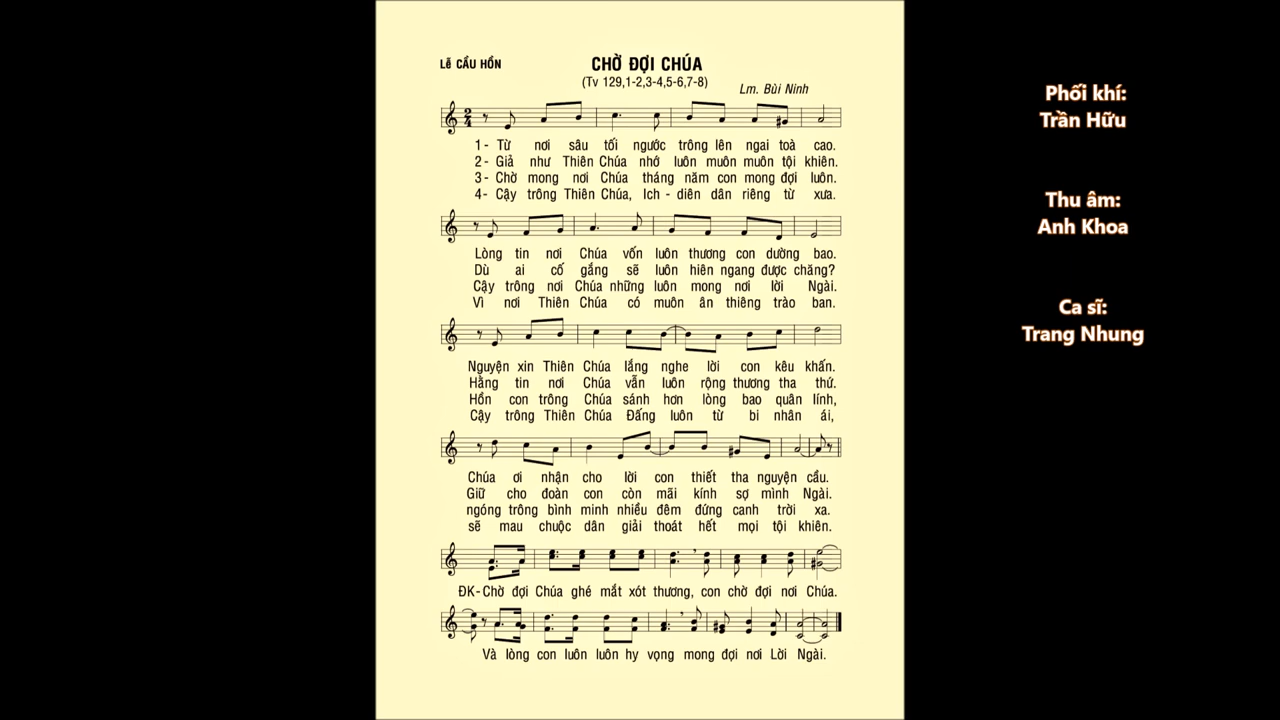 Lễ CẦU HỒN
CHỜ ĐỢI CHÚA
(Tv 129,1-2,3-4,5-6,7-8)
Lm. Bùi Ninh
1- Từ nơi sâu tối ngước trông lên ngai toà cao.
2- Giả như Thiên Chúa nhớ luôn muôn muôn tội khiên.
3- Chờ mong nơi Chúa tháng năm con mong đợi luôn.
4- Cậy trông Thiên Chúa, Ich - diên dân riêng từ xưa.
Lòng tin nơi Chúa vốn luôn thương con dường bao.
Dù ai cố gắng sẽ luôn hiên ngang được chăng?
Cậy trông nơi Chúa những luôn mong nơi lời Ngài.
Vì nơi Thiên Chúa có muôn ân thiêng trào ban.
Nguyện xin Thiên Chúa lắng nghe lời con kêu khấn.
Hằng tin nơi Chúa vẫn luôn rộng thương tha thứ.
Hồn con trông Chúa sánh hơn lòng bao quân lính,
Cậy trông Thiên Chúa Đấng luôn từ bi nhân ái,
Chúa ơi nhận cho lời con thiết tha nguyện cầu.
Giữ cho đoàn con còn mãi kính sợ mình Ngài.
ngóng trông bình minh nhiều đêm đứng canh trời xa.
sẽ mau chuộc dân giải thoát hết mọi tội khiên.
ĐK-Chờ đợi Chúa ghé mắt xót thương, con chờ đợi nơi Chúa.
Và lòng con luôn luôn hy vọng mong đợi nơi Lời Ngài.
Phối khí:
Trần Hữu
Thu âm:
Anh Khoa
Ca sĩ:
Trang Nhung